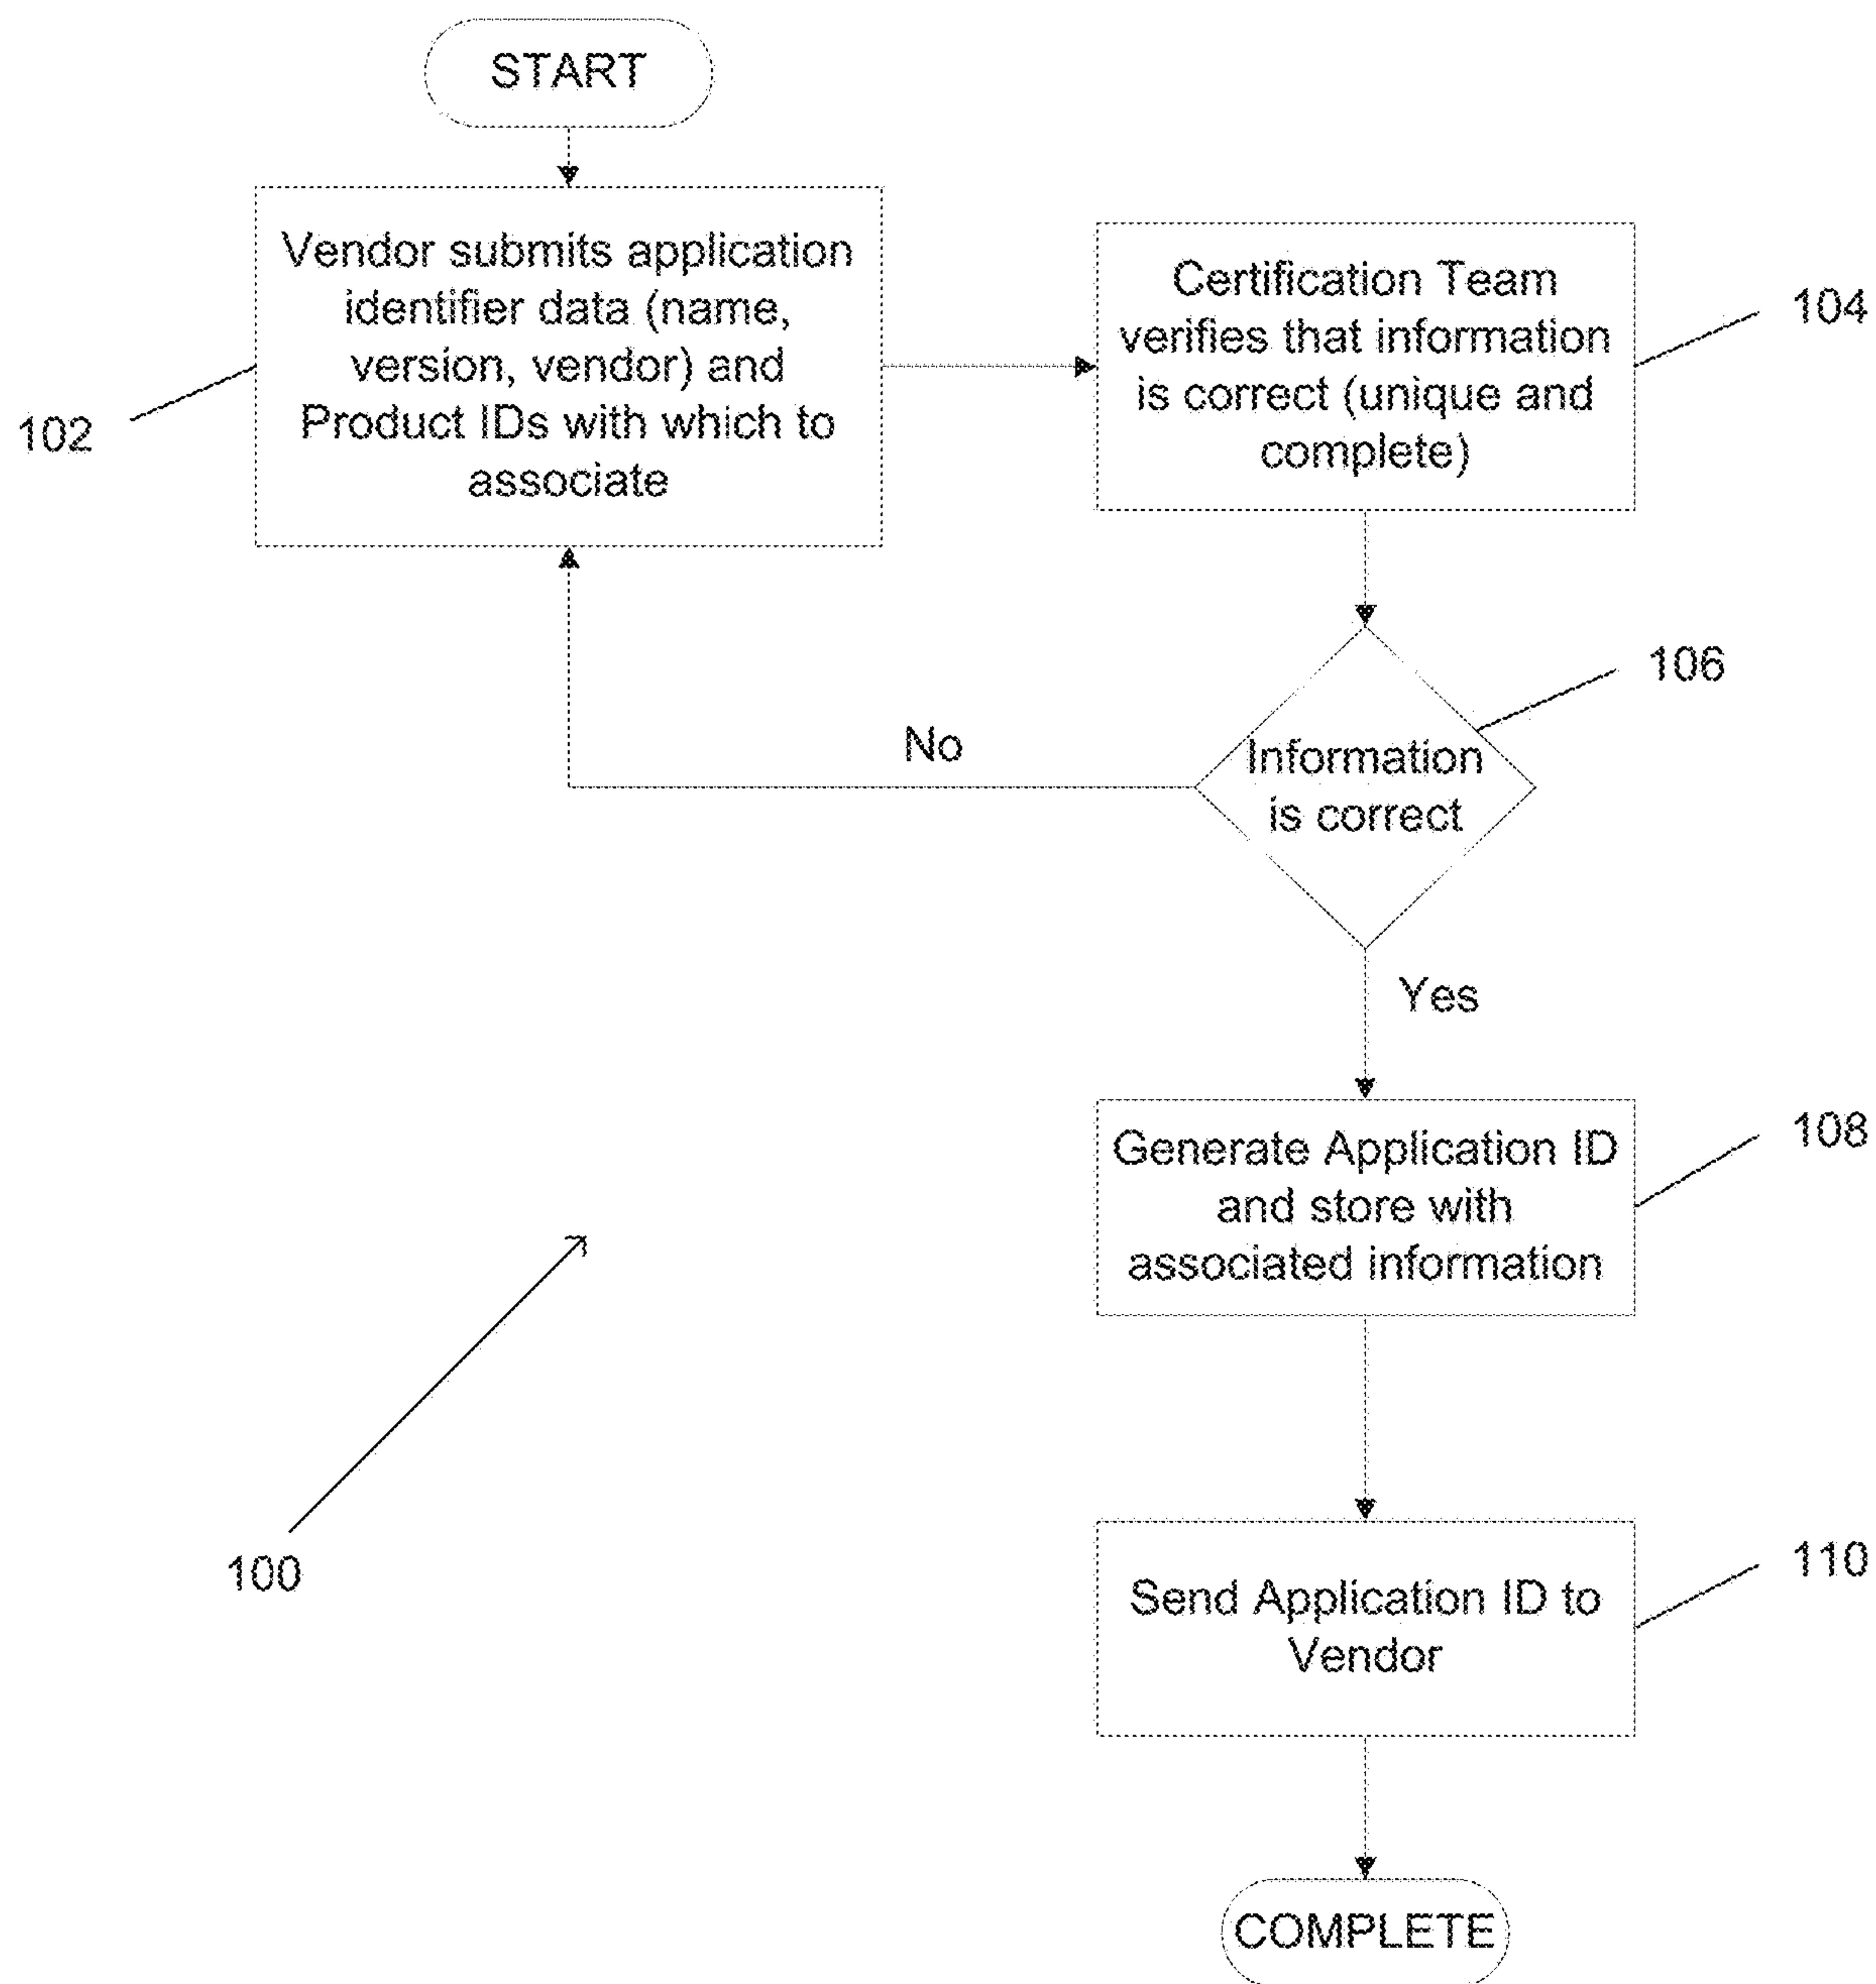 START
Vendor submits application
identifier data (name,
version, vendor) and
Product IDs with which to
associate
102
Certification Team
verifies that information
is correct (unique and
complete)
104
Information
is correct
106
No
Yes
Generate Application ID
and store with
associated information
108
Send Application ID to
Vendor
110
COMPLETE
100